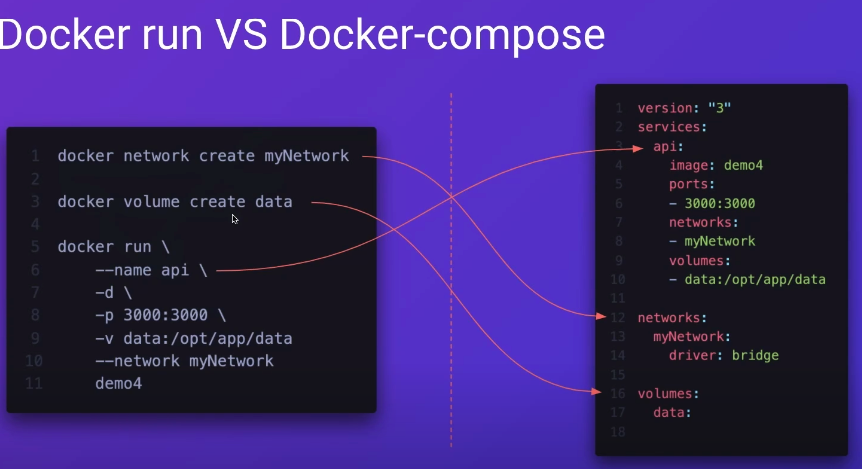 Docker run VS Docker-compose
1 docker network create myNetwork
2
3 docker volume create data
4
5 docker run \
6     --name api \
7     -d \
8     -p 3000:3000 \
9     -v data:/opt/app/data
10     --network myNetwork
11     demo4
1 version: "3"
2 services:
3   api:
4     image: demo4
5     ports:
6     - 3000:3000
7     networks:
8     - myNetwork
9     volumes:
10     - data:/opt/app/data
11
12 networks:
13   myNetwork:
14     driver: bridge
15
16 volumes:
17   data:
18